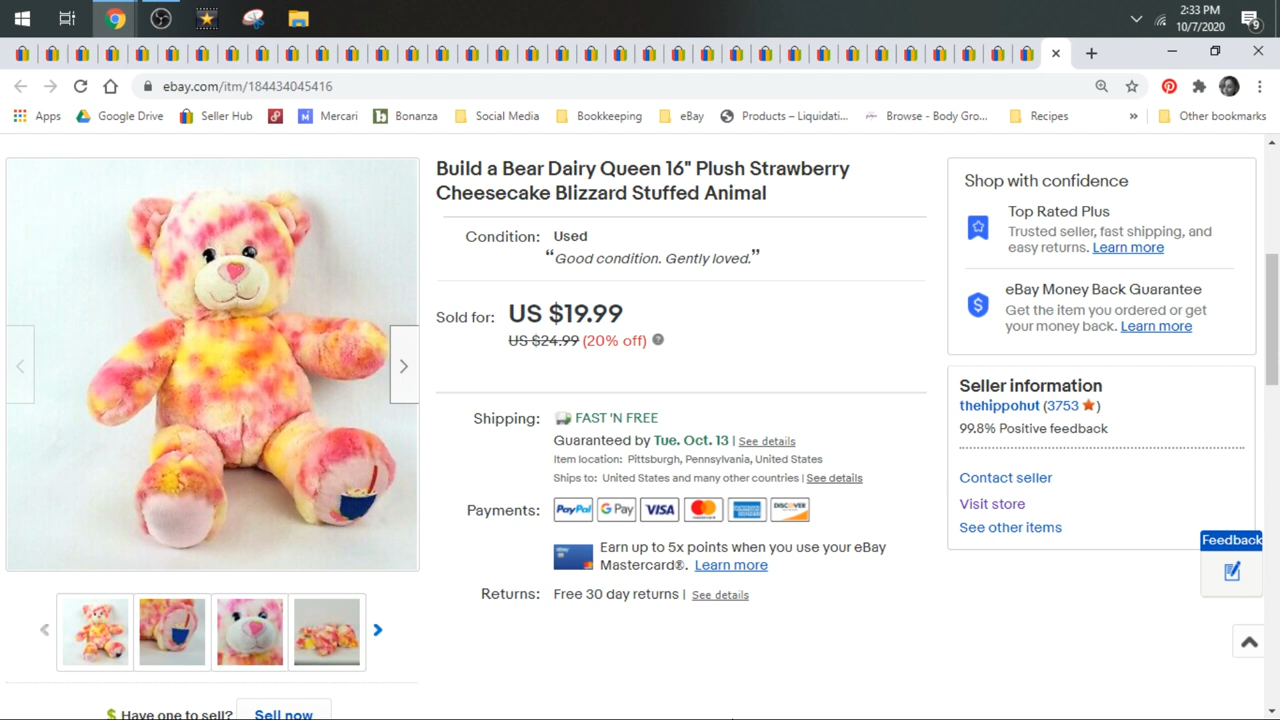 2:33 PM
10/7/2020
9
ebay.com/itm/184434045416
Apps
Google Drive
Seller Hub
Mercari
Bonanza
Social Media
Bookkeeping
eBay
Products – Liquidati...
Browse - Body Gro...
Recipes
»
Other bookmarks
Build a Bear Dairy Queen 16" Plush Strawberry
Cheesecake Blizzard Stuffed Animal
Condition: Used
“Good condition. Gently loved.”
Sold for: US $19.99
US $24.99 (20% off)
Shipping: FAST 'N FREE
Guaranteed by Tue. Oct. 13 | See details
Item location: Pittsburgh, Pennsylvania, United States
Ships to: United States and many other countries | See details
Payments: PayPal G Pay VISA MasterCard AMERICAN EXPRESS DISCOVER
Earn up to 5x points when you use your eBay
Mastercard®. Learn more
Returns: Free 30 day returns | See details
Shop with confidence
Top Rated Plus
Trusted seller, fast shipping, and
easy returns. Learn more
eBay Money Back Guarantee
Get the item you ordered or get
your money back. Learn more
Seller information
thehippohut (3753 )
99.8% Positive feedback
Contact seller
Visit store
See other items
Feedback
$ Have one to sell? Sell now